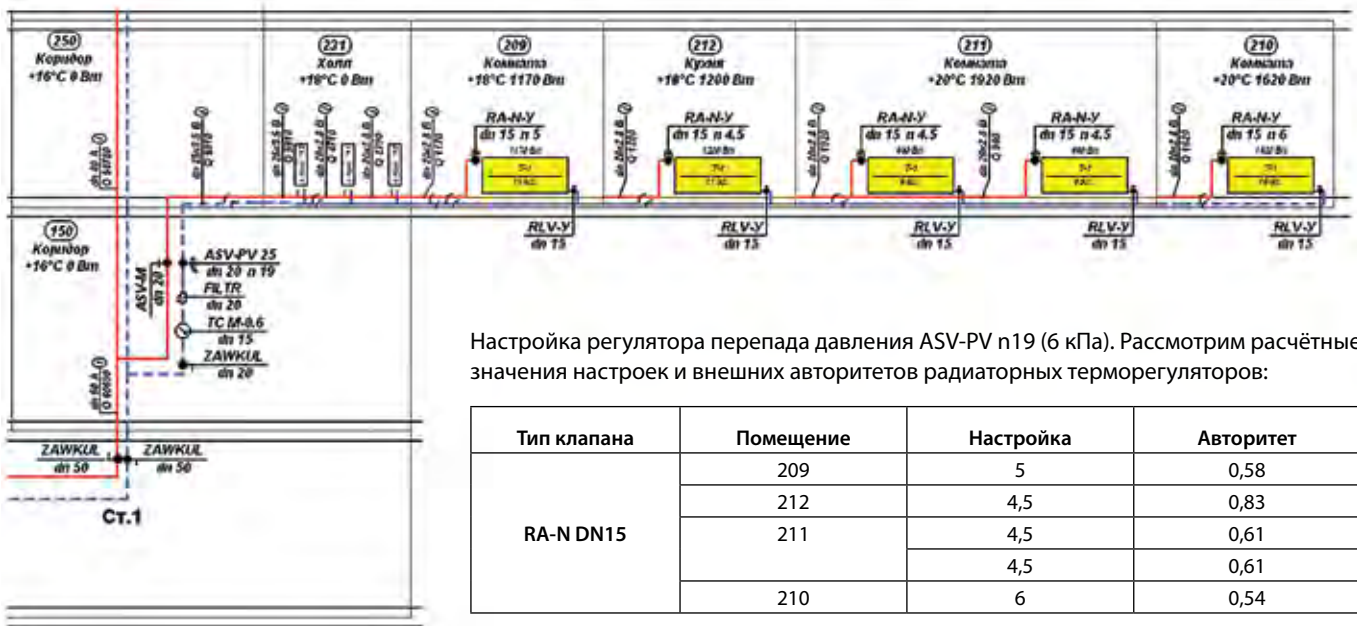 250
Коридор
+16°C 0 Вт
231
Холл
+18°C 0 Вт
209
Комната
+18°C 1170 Вт
212
Кухня
+18°C 1200 Вт
211
Комната
+20°C 1920 Вт
210
Комната
+20°C 1620 Вт
RA-N-У
dn 15 n 5
RA-N-У
dn 15 n 4,5
RA-N-У
dn 15 n 4,5
RA-N-У
dn 15 n 4,5
RA-N-У
dn 15 n 6
RLV-У
dn 15
RLV-У
dn 15
RLV-У
dn 15
RLV-У
dn 15
RLV-У
dn 15
150
Коридор
+16°C 0 Вт
ASV-M
dn 20
ASV-PV 25
dn 20 n 19
FILTR
dn 20
TC M-0.6
dn 15
ZAWKUL
dn 20
ZAWKUL
dn 50
ZAWKUL
dn 50
Ст.1
Настройка регулятора перепада давления ASV-PV n19 (6 кПа). Рассмотрим расчётные
значения настроек и внешних авторитетов радиаторных терморегуляторов:
Тип клапана Помещение Настройка Авторитет
RA-N DN15
209 5 0,58
212 4,5 0,83
211 4,5 0,61
4,5 0,61
210 6 0,54